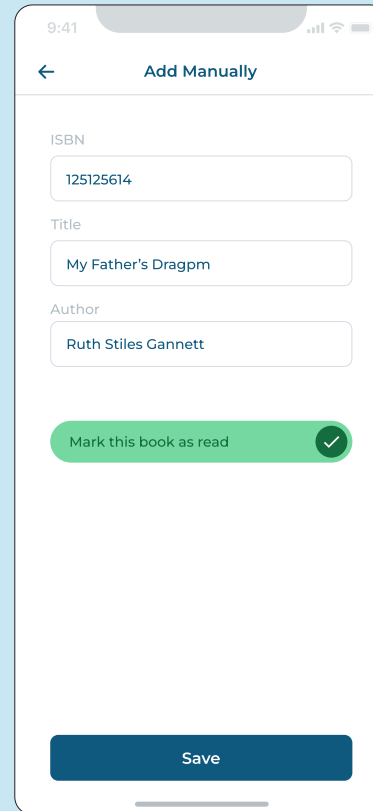 9:41
Add Manually
ISBN
125125614
Title
My Father’s Dragpm
Author
Ruth Stiles Gannett
Mark this book as read
Save